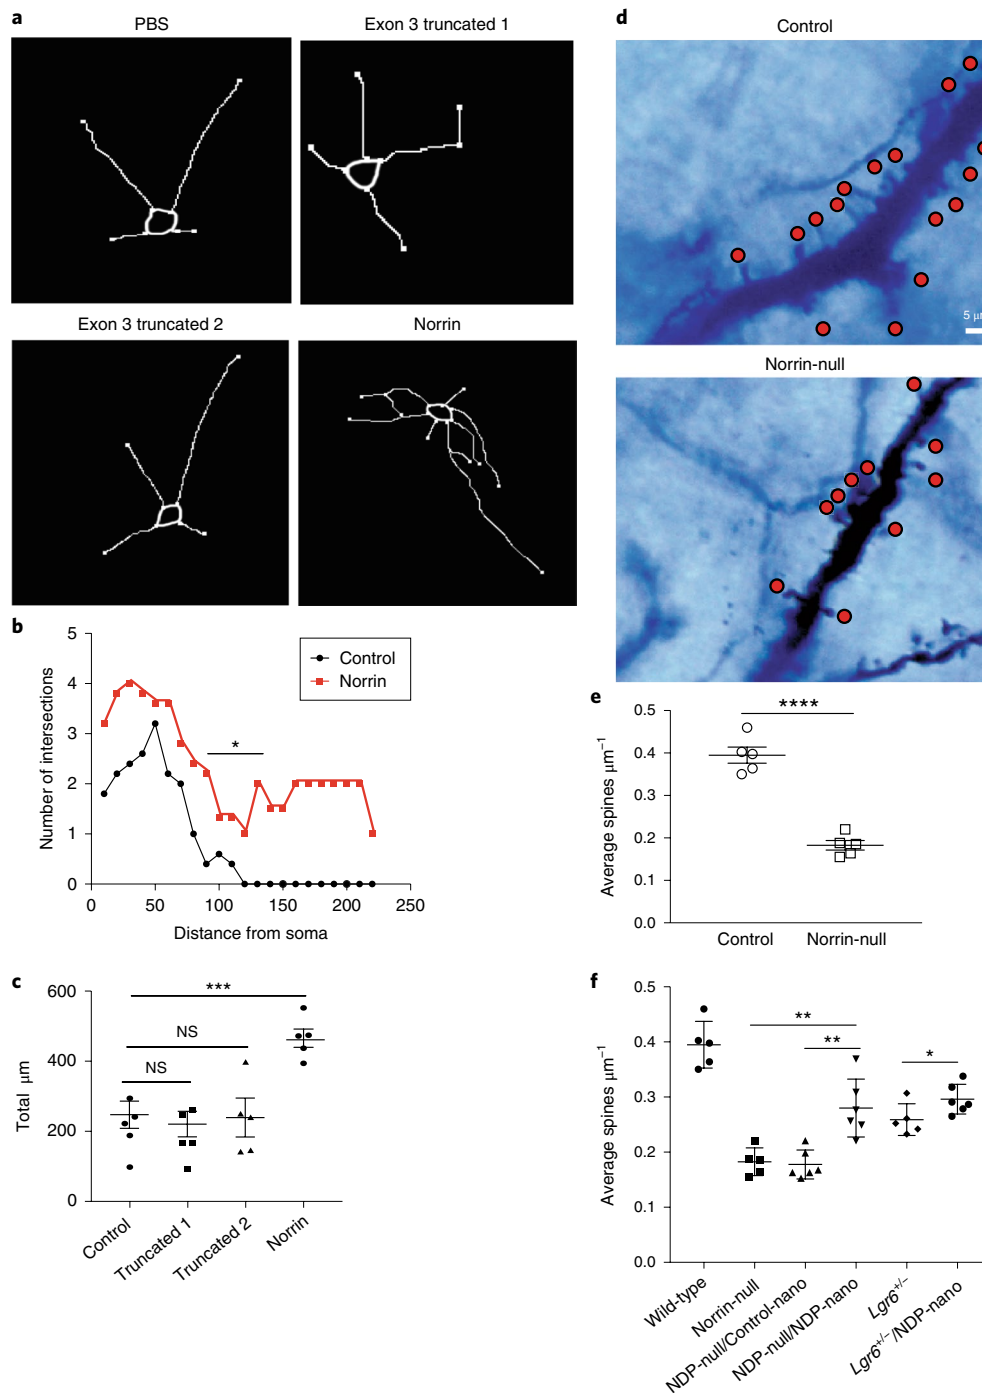 a
PBS
Exon 3 truncated 1
Exon 3 truncated 2
Norrin
b
Number of intersections
5
4
3
2
1
0
Control
Norrin
*
0
50
100
150
200
250
Distance from soma
c
Total μm
600
400
200
0
***
NS
NS
Control
Truncated 1
Truncated 2
Norrin
d
Control
5 μm
Norrin-null
e
Average spines μm⁻¹
0.5
0.4
0.3
0.2
0.1
0.0
****
Control
Norrin-null
f
Average spines μm⁻¹
0.5
0.4
0.3
0.2
0.1
0.0
**
**
*
Wild-type
Norrin-null
NDP-null/Control-nano
NDP-null/NDP-nano
Lgr6⁺/⁻
Lgr6⁺/⁻/NDP-nano